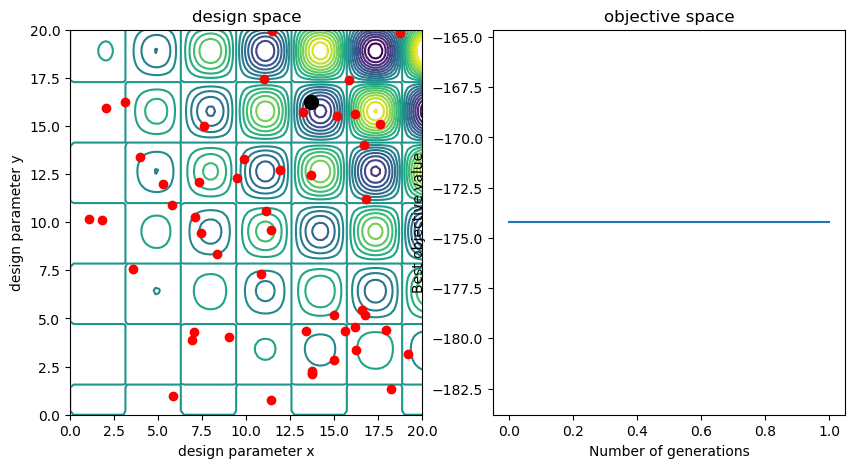 design space
20.0
17.5
15.0
12.5
10.0
7.5
5.0
2.5
0.0
0.0 2.5 5.0 7.5 10.0 12.5 15.0 17.5 20.0
design parameter x
design parameter y
objective space
−165.0
−167.5
−170.0
−172.5
−175.0
−177.5
−180.0
−182.5
0.0 0.2 0.4 0.6 0.8 1.0
Number of generations
Best objective value